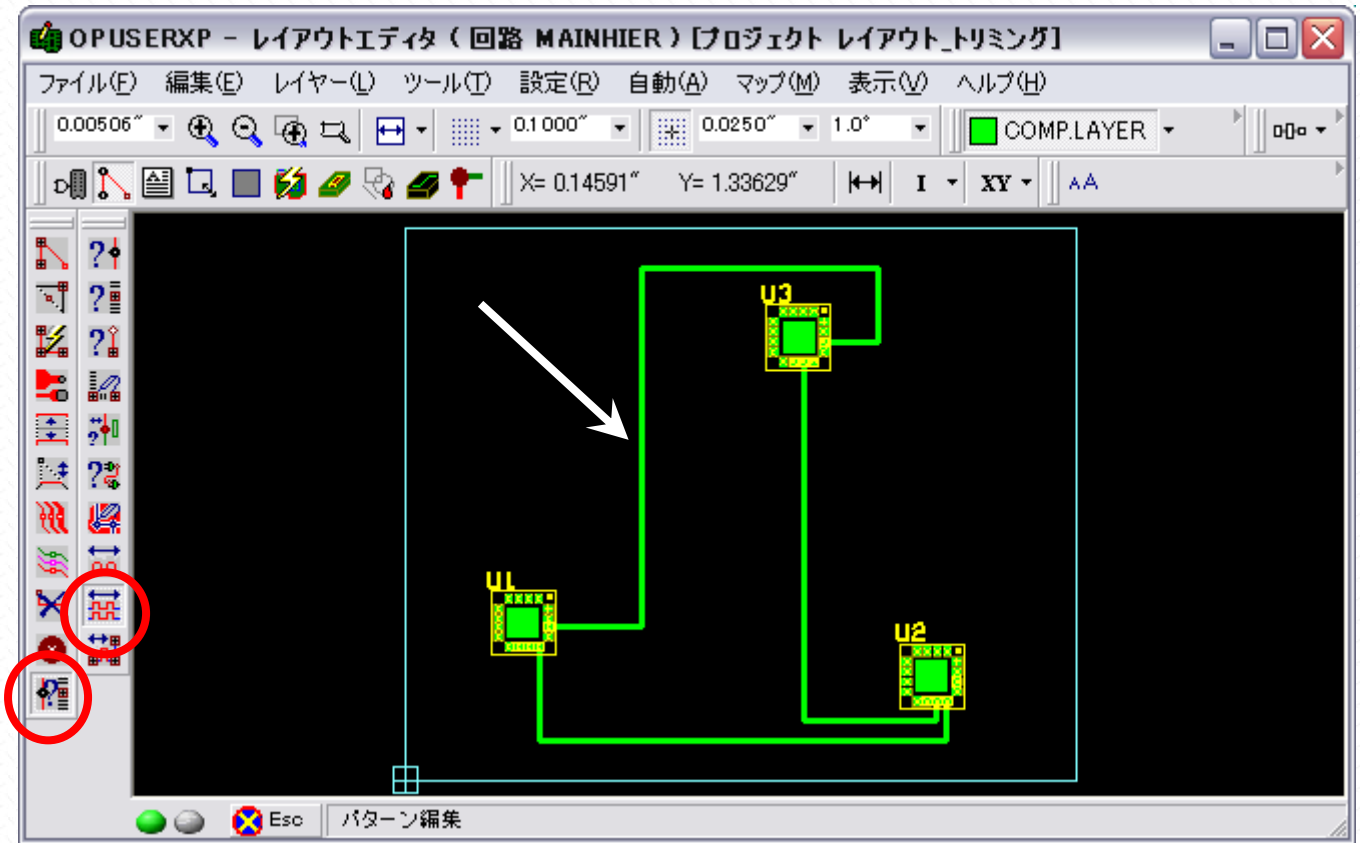 OPUSERXP - レイアウトエディタ ( 回路 MAINHIER ) [プロジェクト レイアウト_トリミング]
ファイル(F) 編集(E) レイヤー(L) ツール(T) 設定(R) 自動(A) マップ(M) 表示(V) ヘルプ(H)
0.00506" 0.1000" 0.0250" 1.0° COMP.LAYER
X= 0.14591" Y= 1.33629" I XY AA
U3
U1
U2
Esc パターン編集